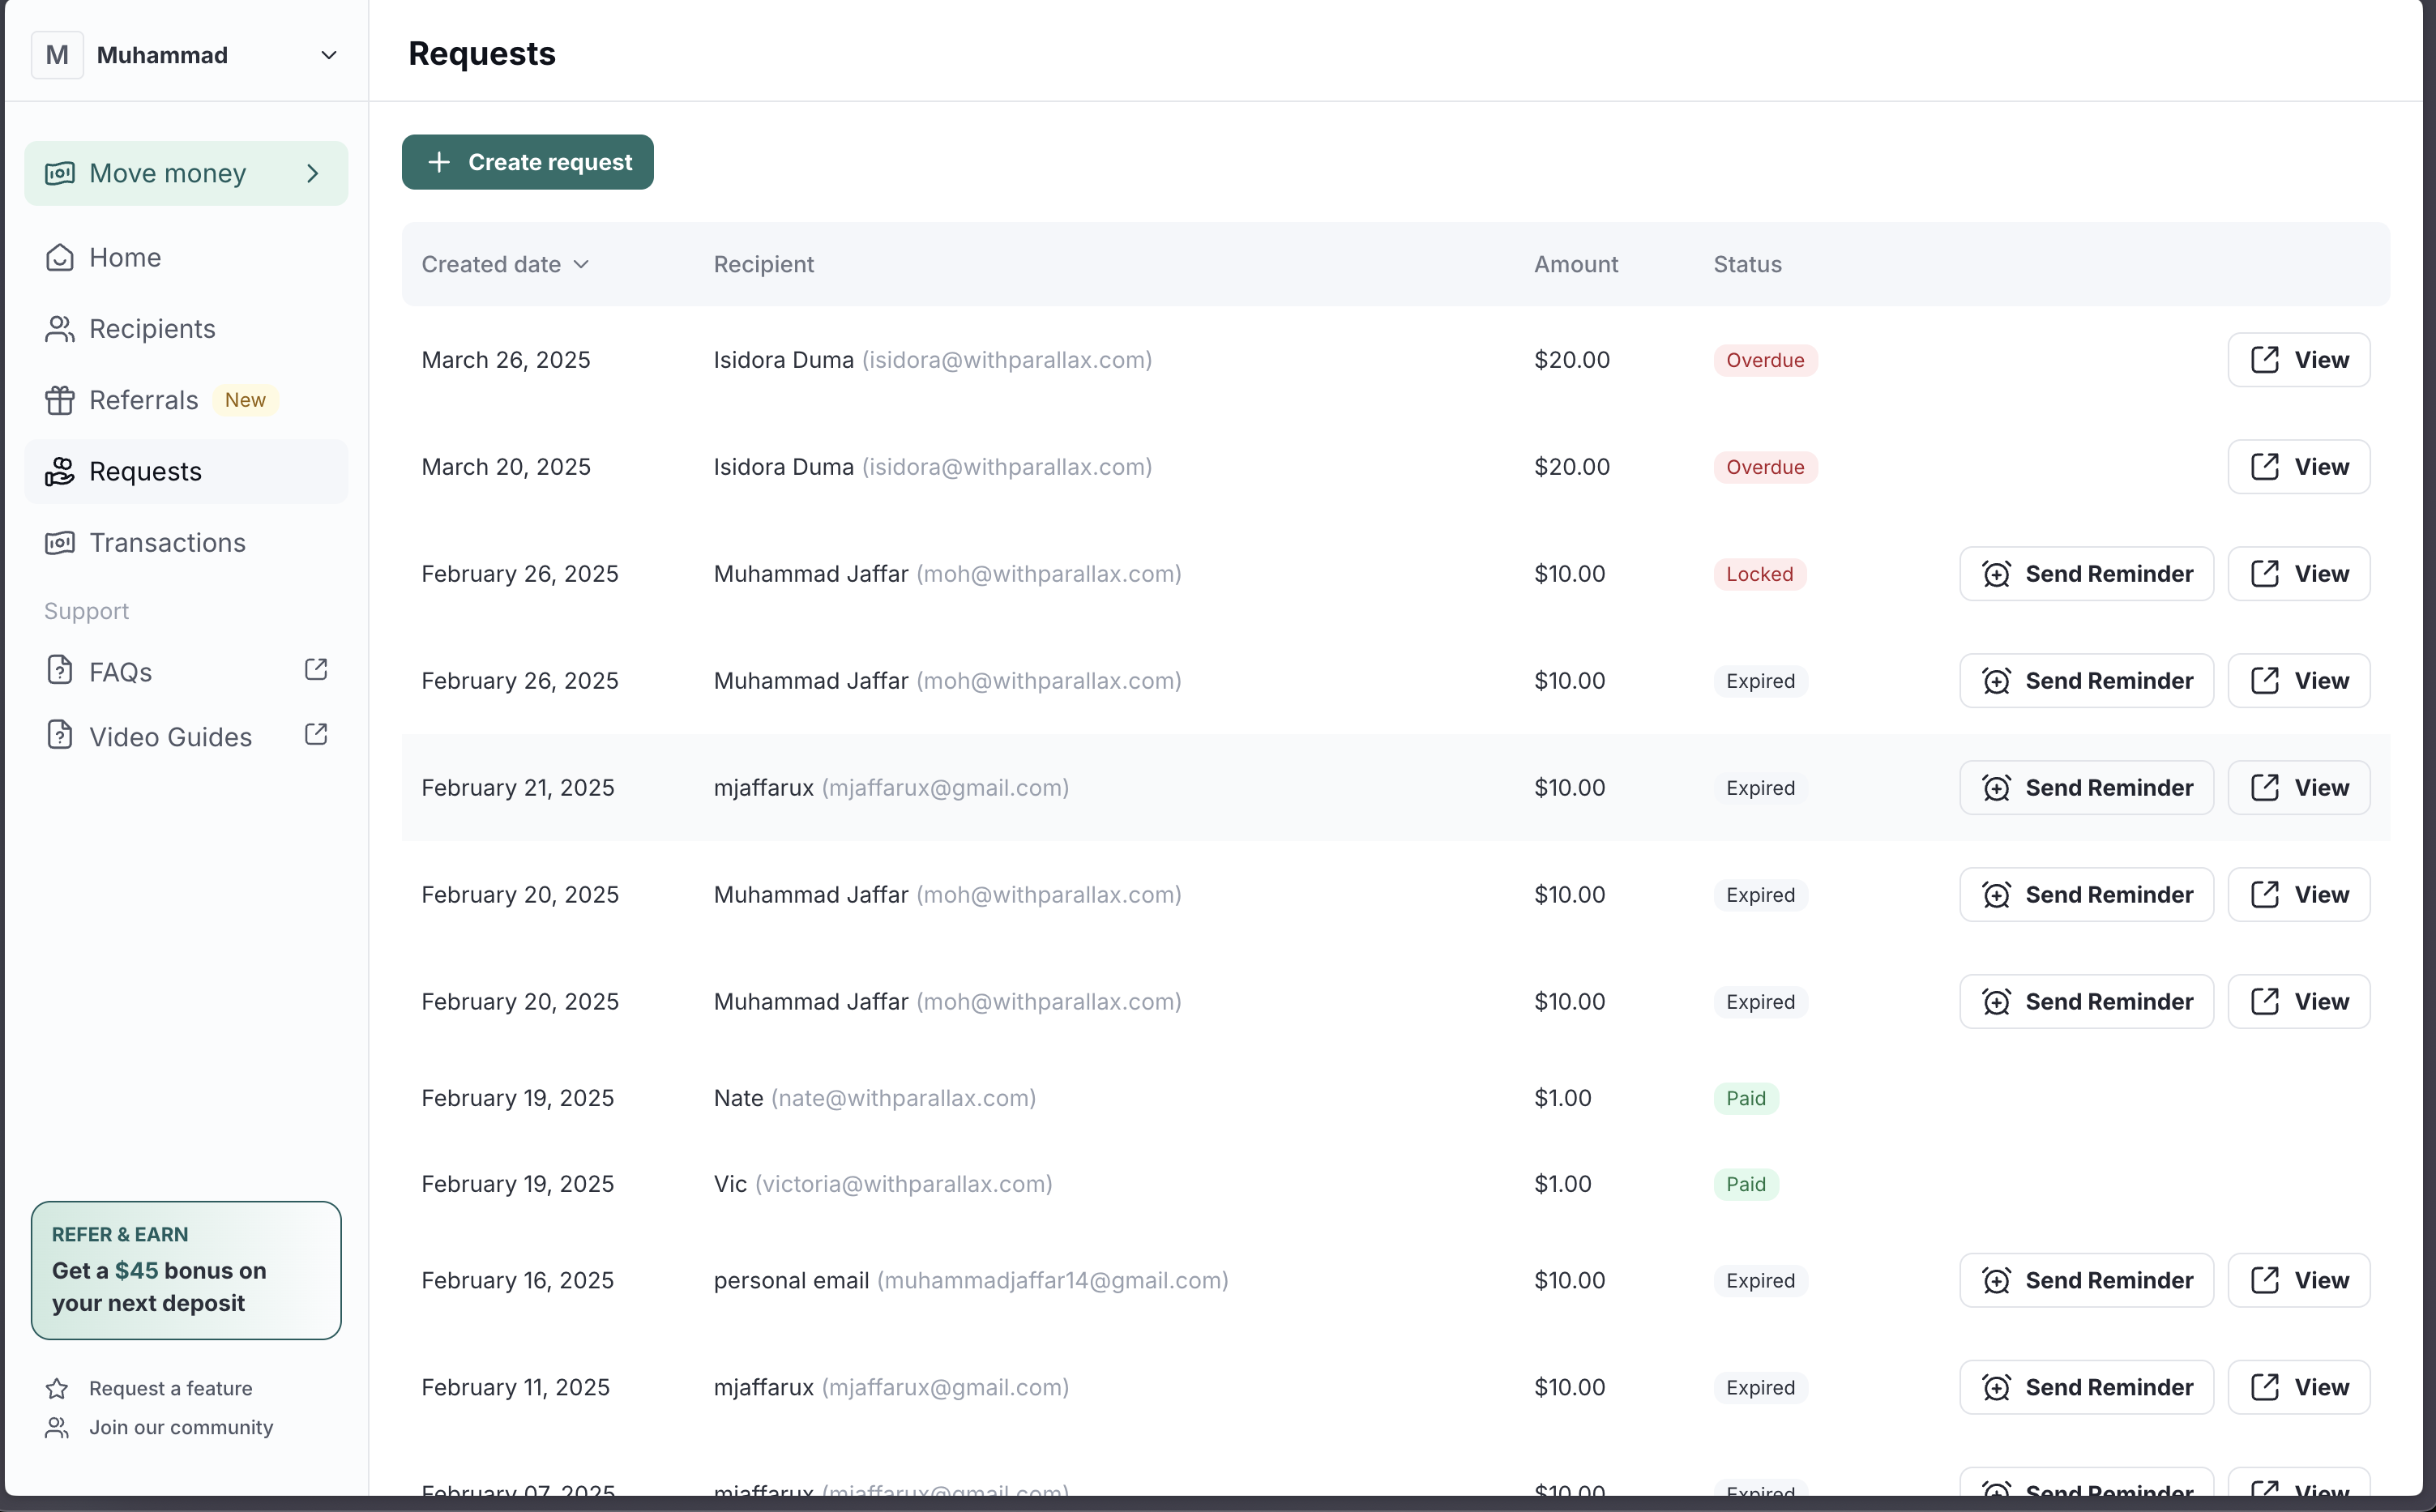 M Muhammad
Requests
Move money
Home
Recipients
Referrals New
Requests
Transactions
Support
FAQs
Video Guides
REFER & EARN
Get a $45 bonus on
your next deposit
Request a feature
Join our community
Create request
Created date Recipient Amount Status
March 26, 2025 Isidora Duma (isidora@withparallax.com) $20.00 Overdue View
March 20, 2025 Isidora Duma (isidora@withparallax.com) $20.00 Overdue View
February 26, 2025 Muhammad Jaffar (moh@withparallax.com) $10.00 Locked Send Reminder View
February 26, 2025 Muhammad Jaffar (moh@withparallax.com) $10.00 Expired Send Reminder View
February 21, 2025 mjaffarux (mjaffarux@gmail.com) $10.00 Expired Send Reminder View
February 20, 2025 Muhammad Jaffar (moh@withparallax.com) $10.00 Expired Send Reminder View
February 20, 2025 Muhammad Jaffar (moh@withparallax.com) $10.00 Expired Send Reminder View
February 19, 2025 Nate (nate@withparallax.com) $1.00 Paid
February 19, 2025 Vic (victoria@withparallax.com) $1.00 Paid
February 16, 2025 personal email (muhammadjaffar14@gmail.com) $10.00 Expired Send Reminder View
February 11, 2025 mjaffarux (mjaffarux@gmail.com) $10.00 Expired Send Reminder View
February 07, 2025 mjaffarux (mjaffarux@gmail.com) $10.00 Expired Send Reminder View